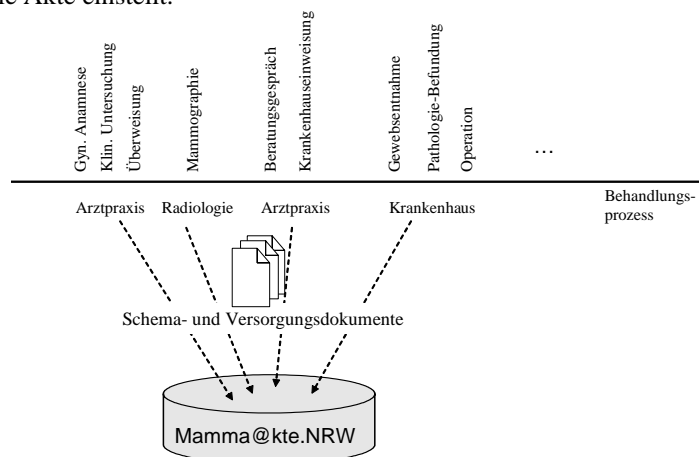 Gyn. Anamnese
Klin. Untersuchung
Überweisung
Mammographie
Beratungsgespräch
Krankenhauseinweisung
Gewebsentnahme
Pathologie-Befundung
Operation
…
Arztpraxis
Radiologie
Arztpraxis
Krankenhaus
Behandlungs-
prozess
Schema- und Versorgungsdokumente
Mamma@kte.NRW